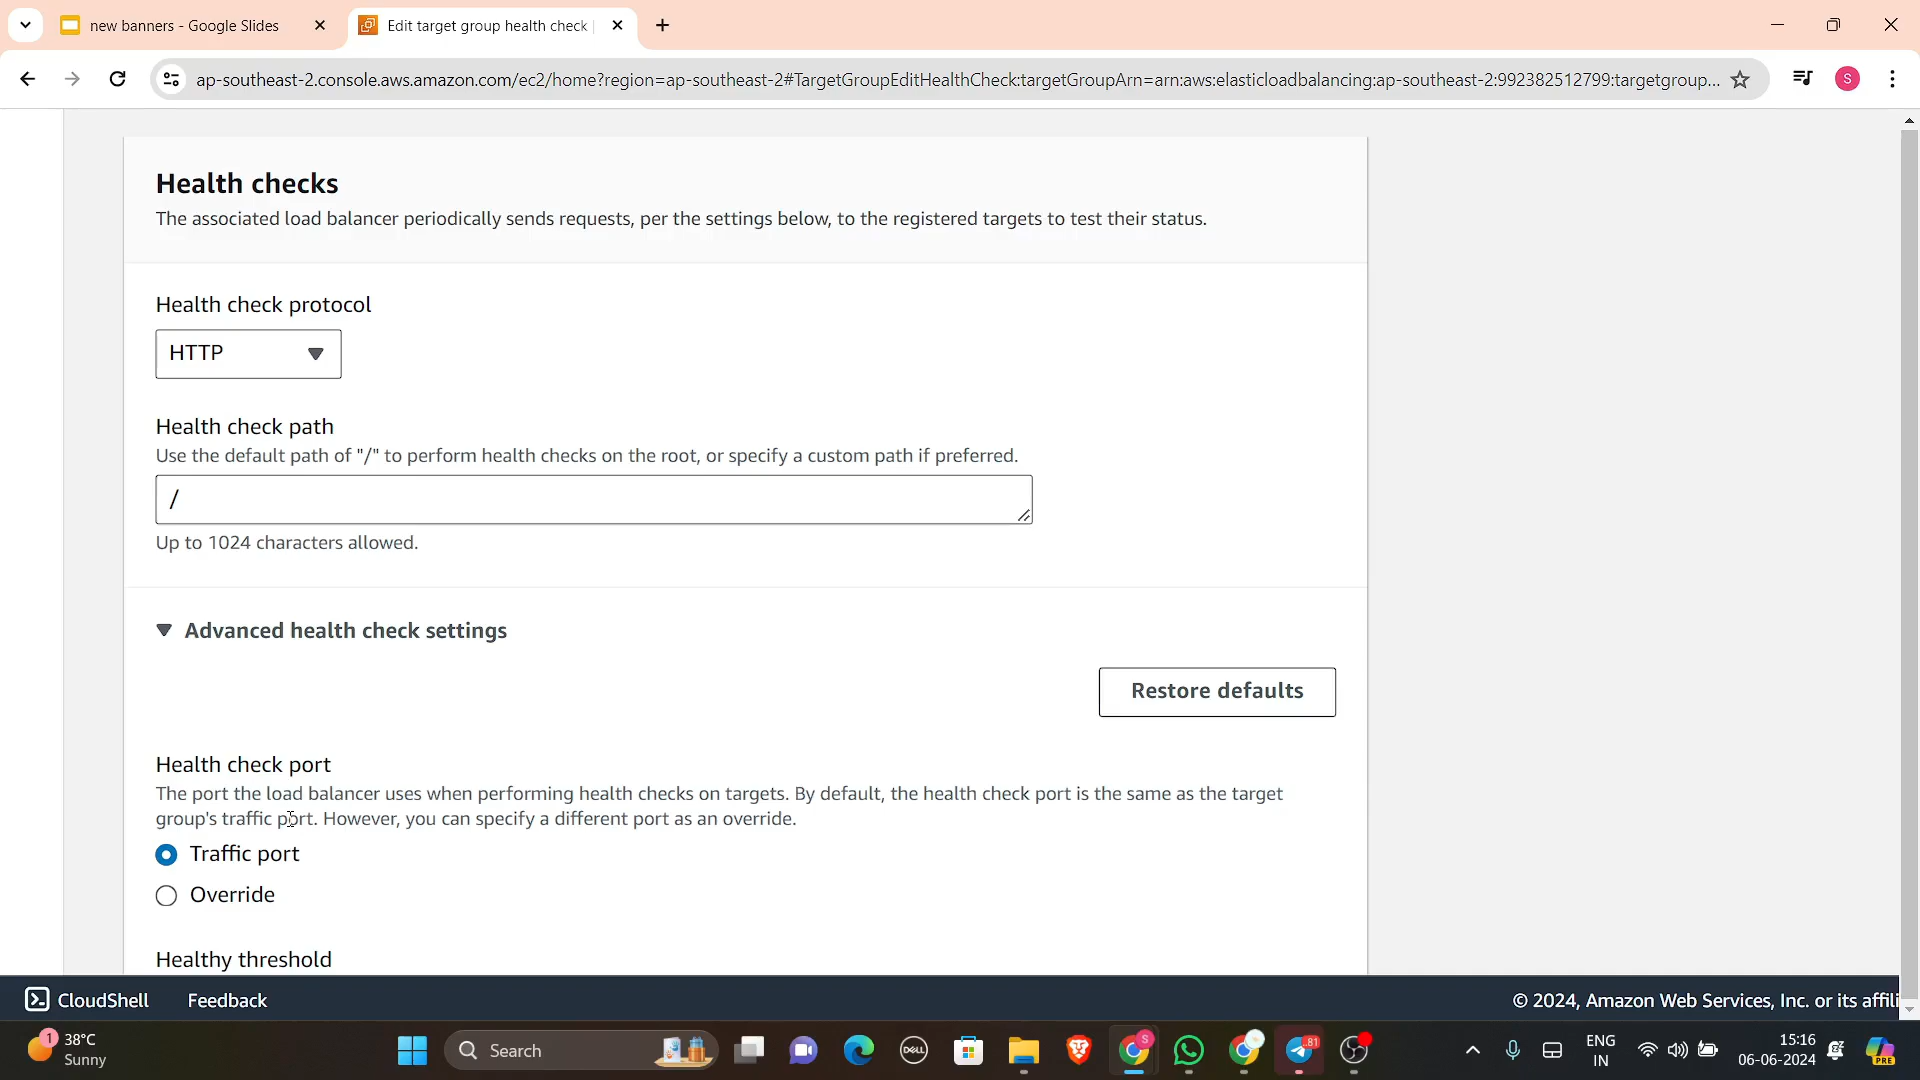 new banners - Google Slides
Edit target group health check
ap-southeast-2.console.aws.amazon.com/ec2/home?region=ap-southeast-2#TargetGroupEditHealthCheck:targetGroupArn=arn:aws:elasticloadbalancing:ap-southeast-2:992382512799:targetgroup...
S
Health checks
The associated load balancer periodically sends requests, per the settings below, to the registered targets to test their status.
Health check protocol
HTTP
Health check path
Use the default path of "/" to perform health checks on the root, or specify a custom path if preferred.
/
Up to 1024 characters allowed.
Advanced health check settings
Restore defaults
Health check port
The port the load balancer uses when performing health checks on targets. By default, the health check port is the same as the target
group's traffic port. However, you can specify a different port as an override.
Traffic port
Override
Healthy threshold
CloudShell
Feedback
© 2024, Amazon Web Services, Inc. or its affili
1
38°C
Sunny
Search
DELL
S
81
ENG
IN
15:16
06-06-2024
PRE